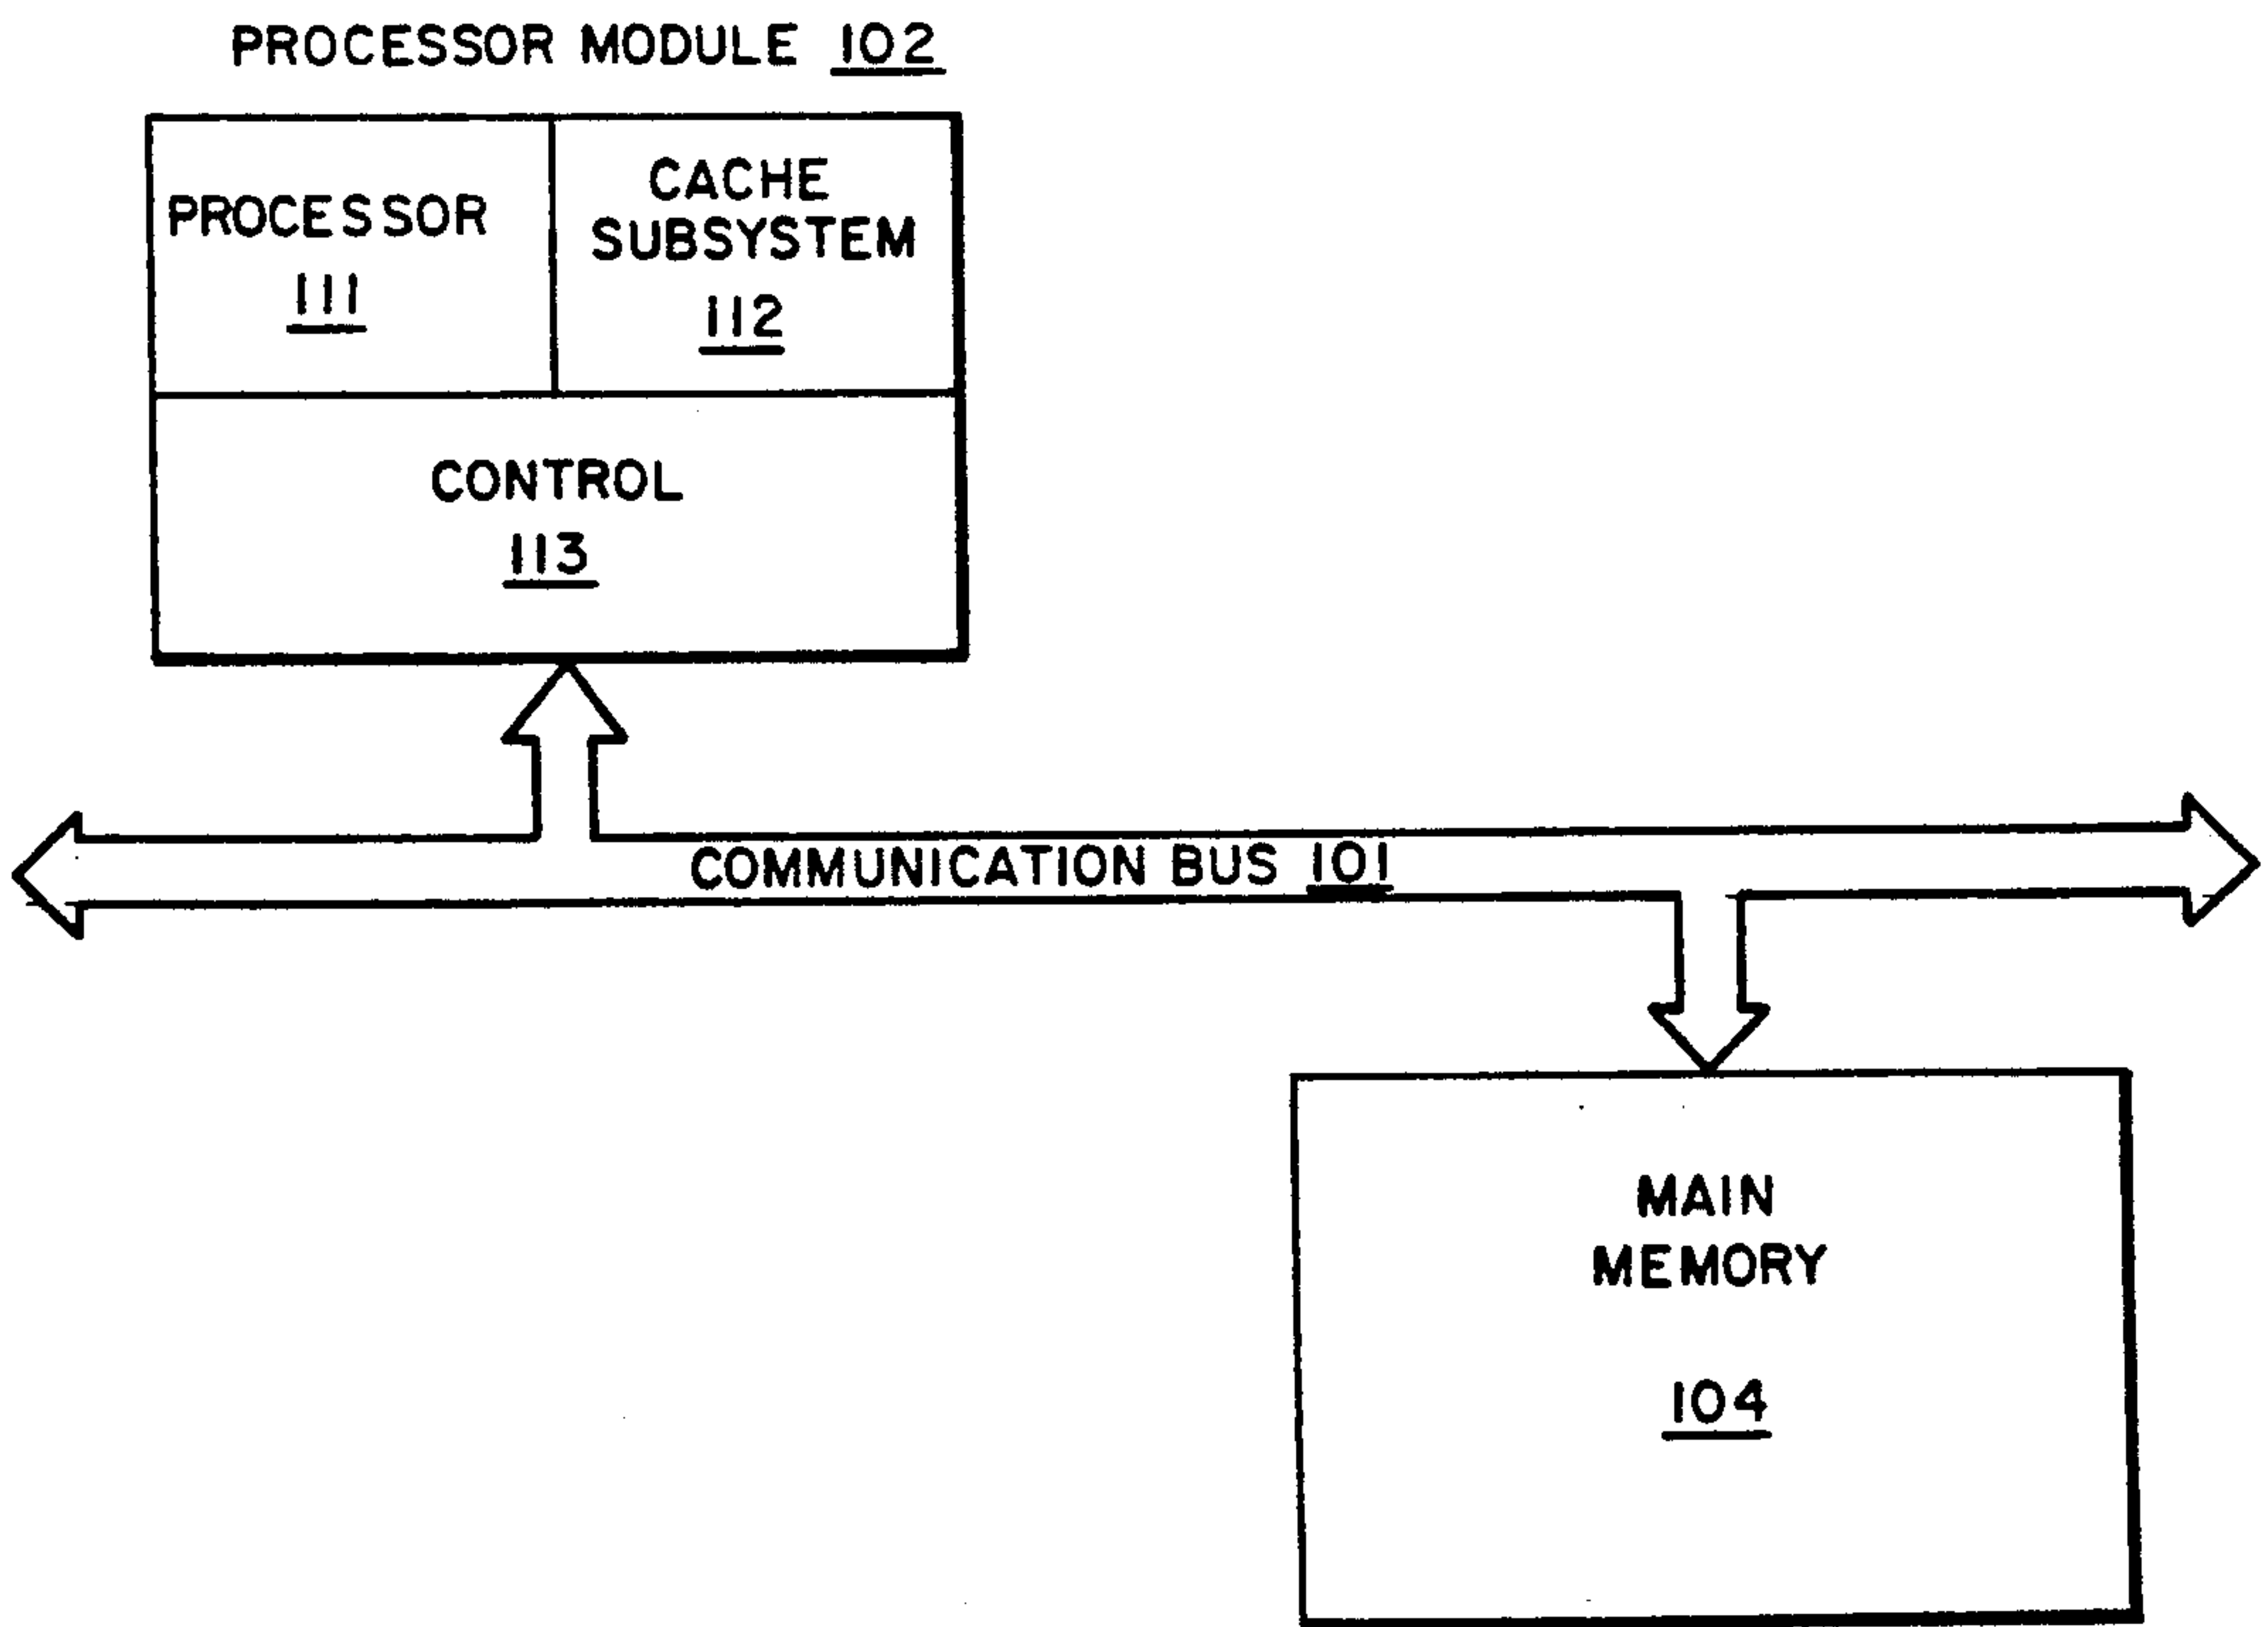 PROCESSOR MODULE 102
PROCESSOR
111
CACHE
SUBSYSTEM
112
CONTROL
113
COMMUNICATION BUS 101
MAIN
MEMORY
104